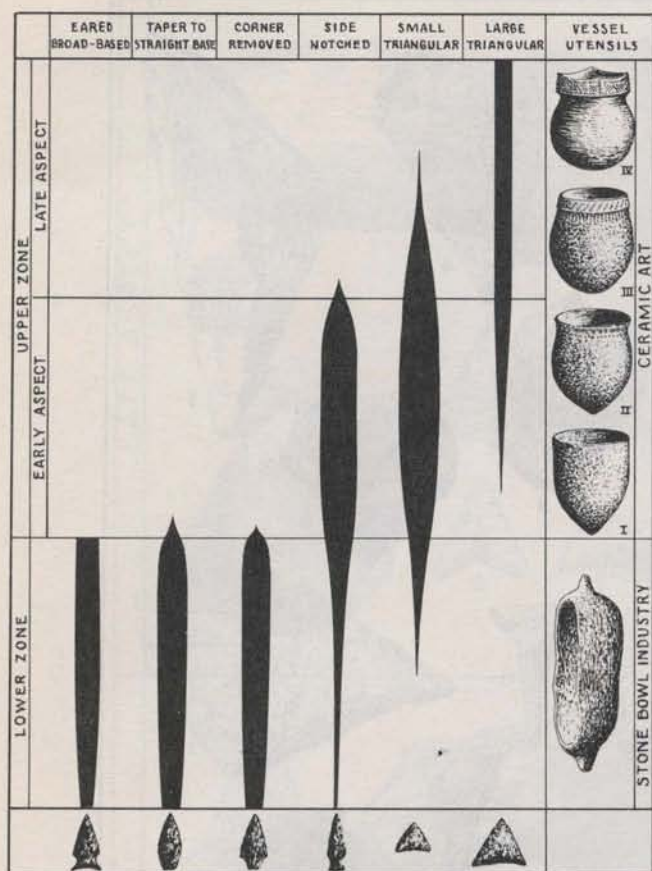 EARED
BROAD-BASED
TAPER TO
STRAIGHT BASE
CORNER
REMOVED
SIDE
NOTCHED
SMALL
TRIANGULAR
LARGE
TRIANGULAR
VESSEL
UTENSILS
UPPER ZONE
LATE ASPECT
EARLY ASPECT
LOWER ZONE
IV
III
II
I
CERAMIC ART
STONE BOWL INDUSTRY